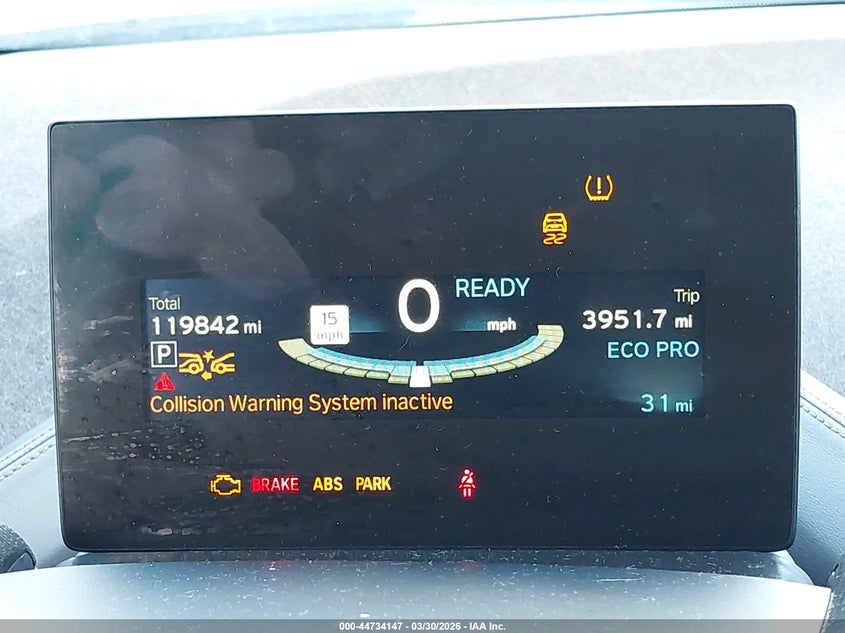 Total
119842 mi
15
mph
0
READY
mph
Trip
3951.7 mi
P
ECO PRO
Collision Warning System inactive
31 mi
BRAKE ABS PARK
000-44734147 - 03/30/2026 - IAA Inc.